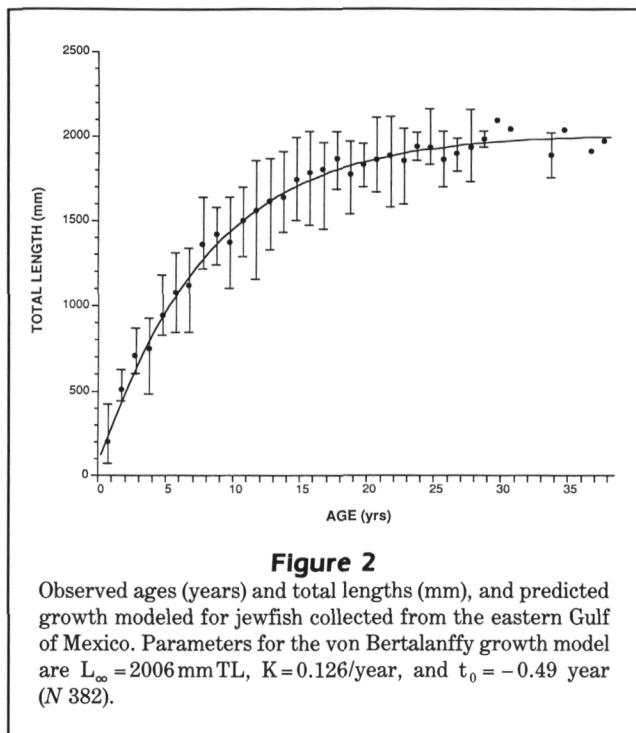 2500
2000
1500
1000
500
0
TOTAL LENGTH (mm)
0 5 10 15 20 25 30 35
AGE (yrs)
Figure 2
Observed ages (years) and total lengths (mm), and predicted
growth modeled for jewfish collected from the eastern Gulf
of Mexico. Parameters for the von Bertalanffy growth model
are L∞ = 2006 mm TL, K = 0.126/year, and t₀ = −0.49 year
(N 382).